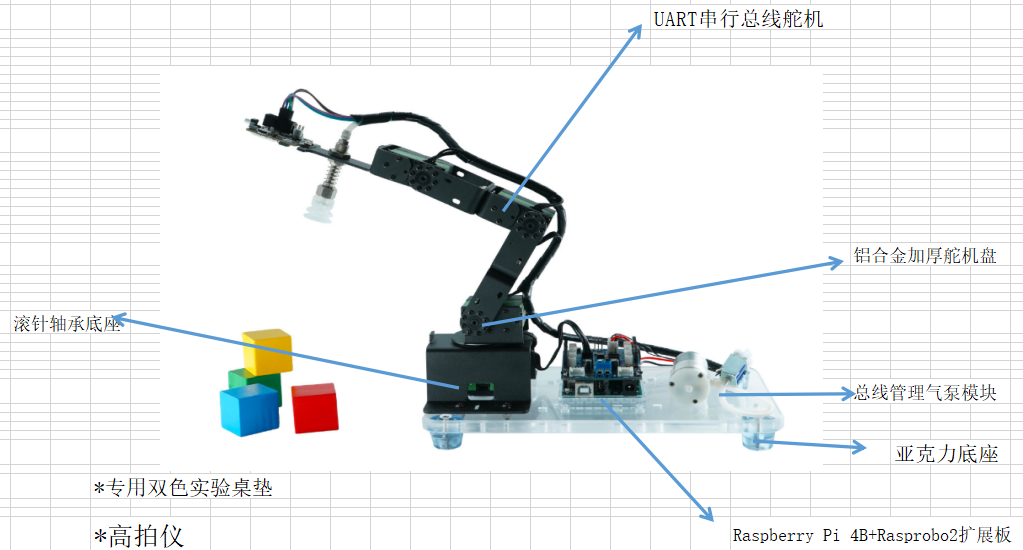 UART串行总线舵机
铝合金加厚舵机盘
滚针轴承底座
总线管理气泵模块
亚克力底座
*专用双色实验桌垫
*高拍仪
Raspberry Pi 4B+Rasprobo2扩展板